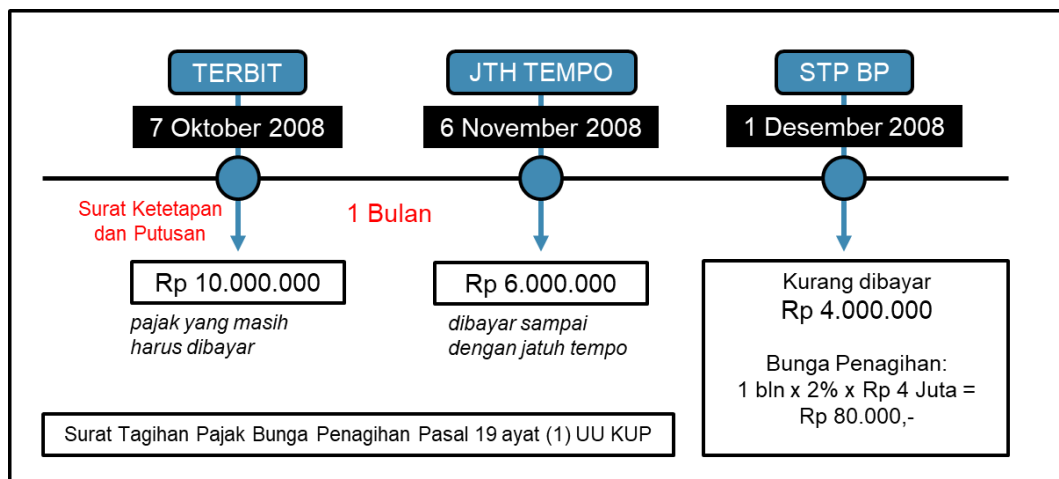 TERBIT
7 Oktober 2008
JTH TEMPO
6 November 2008
STP BP
1 Desember 2008
Surat Ketetapan
dan Putusan
1 Bulan
Rp 10.000.000
pajak yang masih
harus dibayar
Rp 6.000.000
dibayar sampai
dengan jatuh tempo
Kurang dibayar
Rp 4.000.000
Bunga Penagihan:
1 bln x 2% x Rp 4 Juta =
Rp 80.000,-
Surat Tagihan Pajak Bunga Penagihan Pasal 19 ayat (1) UU KUP